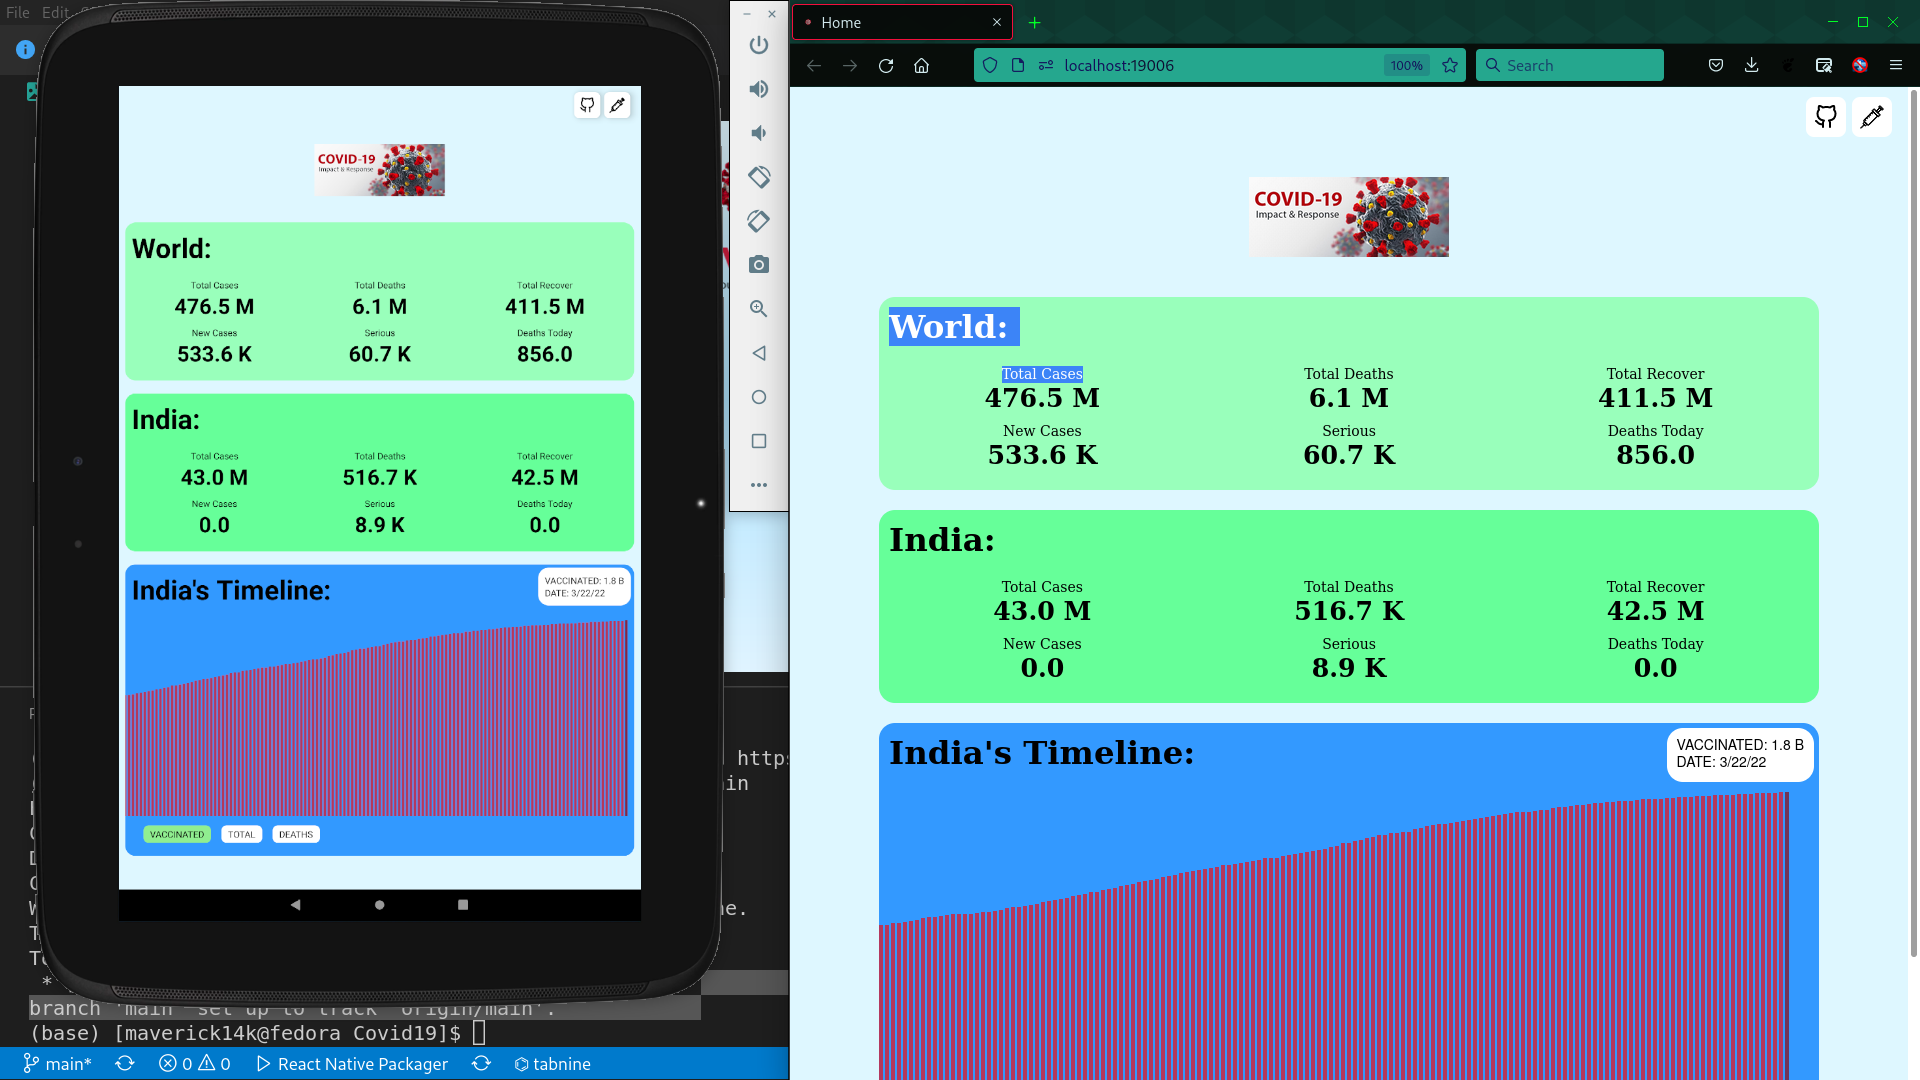 File Edit
COVID-19
Impact & Response
World:
Total Cases Total Deaths Total Recover
476.5 M 6.1 M 411.5 M
New Cases Serious Deaths Today
533.6 K 60.7 K 856.0
India:
Total Cases Total Deaths Total Recover
43.0 M 516.7 K 42.5 M
New Cases Serious Deaths Today
0.0 8.9 K 0.0
India's Timeline:
VACCINATED: 1.8 B
DATE: 3/22/22
VACCINATED TOTAL DEATHS
https
branch 'main' set up to track 'origin/main'.
(base) [maverick14k@fedora Covid19]$
main* 0 0 React Native Packager tabnine
Home
localhost:19006 100% Search
COVID-19
Impact & Response
World:
Total Cases Total Deaths Total Recover
476.5 M 6.1 M 411.5 M
New Cases Serious Deaths Today
533.6 K 60.7 K 856.0
India:
Total Cases Total Deaths Total Recover
43.0 M 516.7 K 42.5 M
New Cases Serious Deaths Today
0.0 8.9 K 0.0
India's Timeline:
VACCINATED: 1.8 B
DATE: 3/22/22